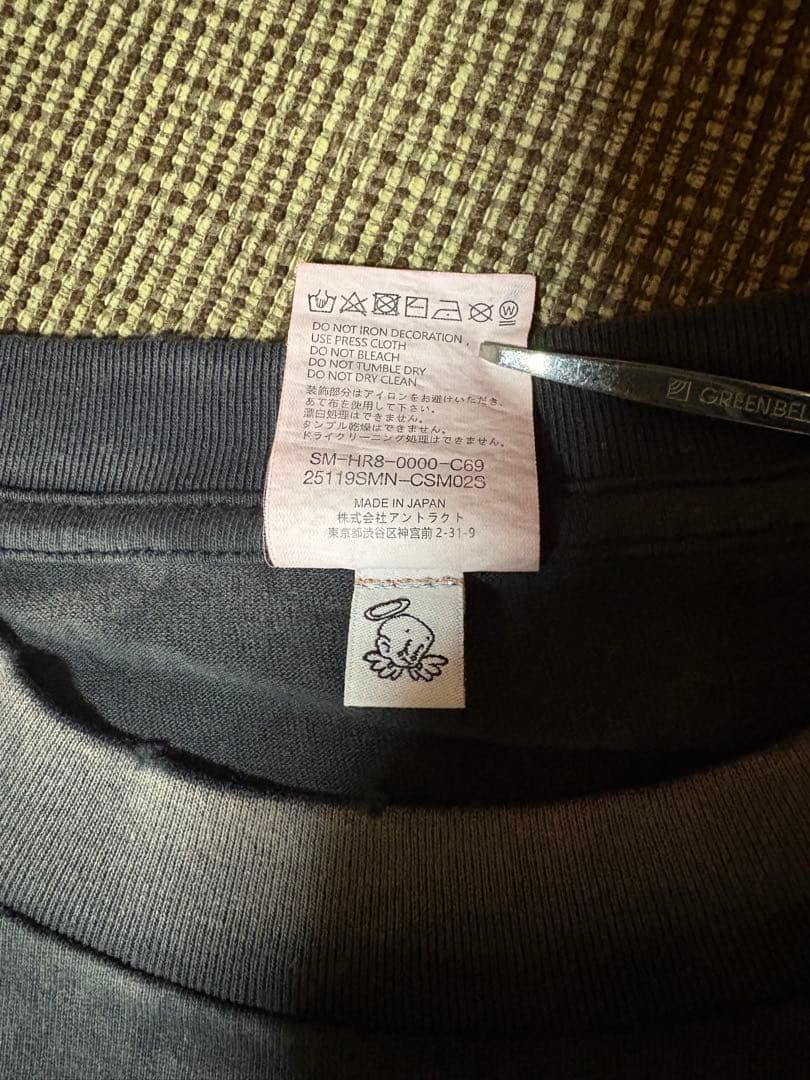 DO NOT IRON DECORATION ,
USE PRESS CLOTH
DO NOT BLEACH
DO NOT TUMBLE DRY
DO NOT DRY CLEAN
装飾部分はアイロンをお避けいただき、
あて布を使用して下さい。
漂白処理はできません。
タンブル乾燥はできません。
ドライクリーニング処理はできません。
SM-HR8-0000-C69
25119SMN-CSM02S
MADE IN JAPAN
株式会社アントラクト
東京都渋谷区神宮前 2-31-9
W
GREENBEL